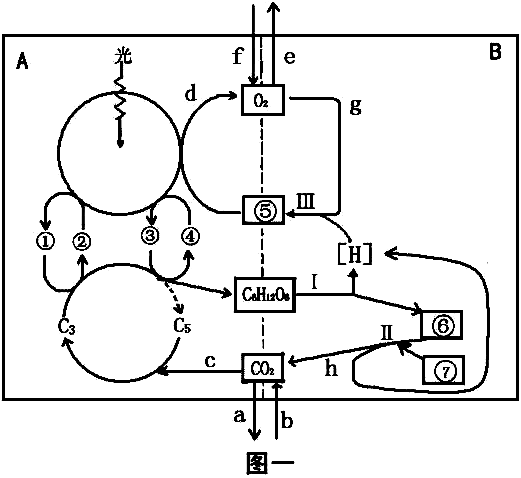 f e
A 光 B
d O₂ g
⑤ Ⅲ
① ② ③ ④ [H]
C₆H₁₂O₆ Ⅰ
C₃ C₅ ⑥
Ⅱ
c CO₂ h ⑦
a b
图一